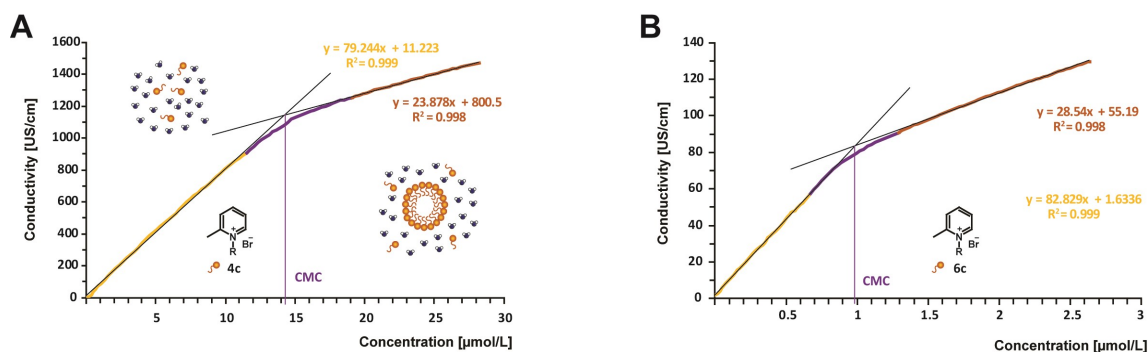 A
Conductivity [US/cm]
1600
1400
1200
1000
800
600
400
200
0
y = 79.244x + 11.223
R² = 0.999
y = 23.878x + 800.5
R² = 0.998
N
+
Br
−
R
4c
CMC
5
10
15
20
25
30
Concentration [µmol/L]
B
Conductivity [US/cm]
140
120
100
80
60
40
20
0
y = 28.54x + 55.19
R² = 0.998
y = 82.829x + 1.6336
R² = 0.999
N
+
Br
−
R
6c
CMC
0.5
1
1.5
2
2.5
3
Concentration [µmol/L]